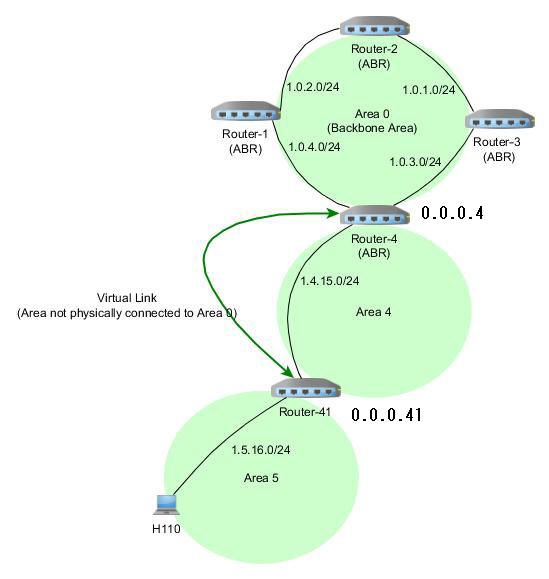 Router-2
(ABR)
1.0.2.0/24
1.0.1.0/24
Area 0
(Backbone Area)
Router-1
(ABR)
Router-3
(ABR)
1.0.4.0/24
1.0.3.0/24
0.0.0.4
Router-4
(ABR)
1.4.15.0/24
Virtual Link
(Area not physically connected to Area 0)
Area 4
Router-41
0.0.0.41
1.5.16.0/24
Area 5
H110